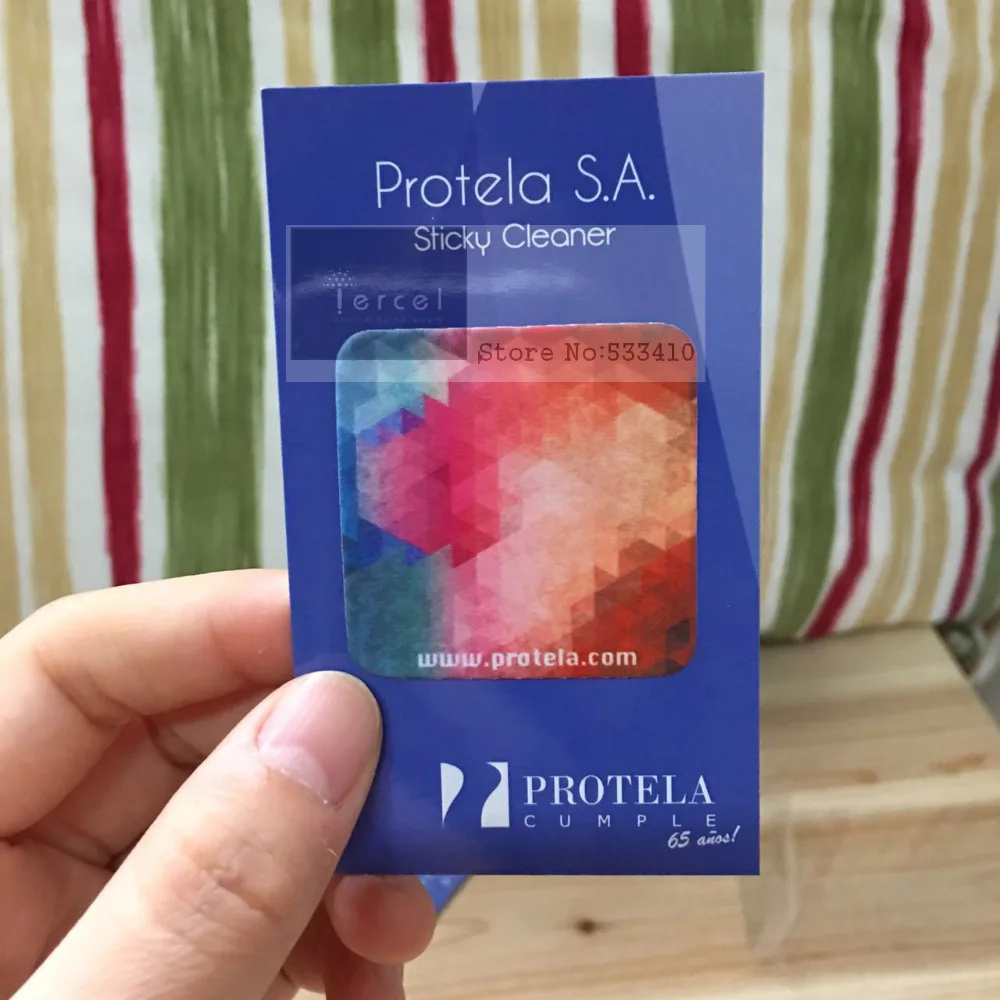 Protela S.A.
Sticky Cleaner
Tercel
Store No:533410
www.protela.com
PROTELA
CUMPLE
65 años!